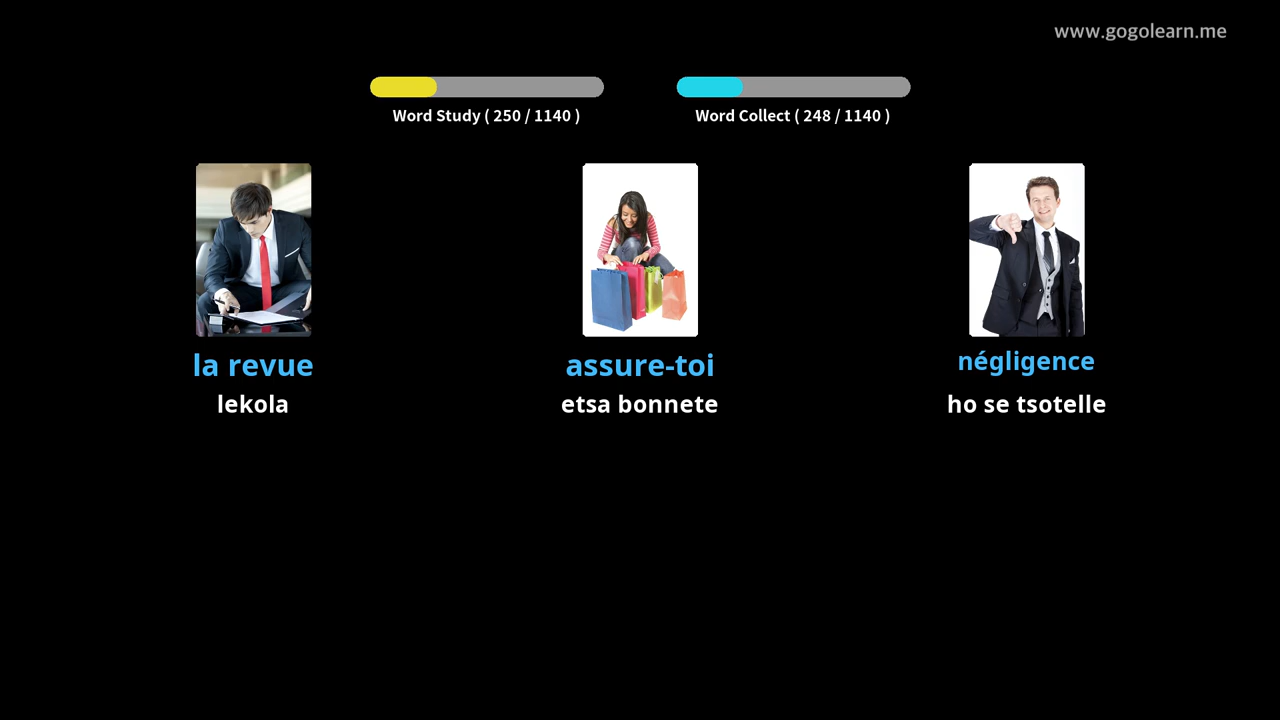 www.gogolearn.me
Word Study ( 250 / 1140 )
Word Collect ( 248 / 1140 )
la revue
assure-toi
négligence
lekola
etsa bonnete
ho se tsotelle